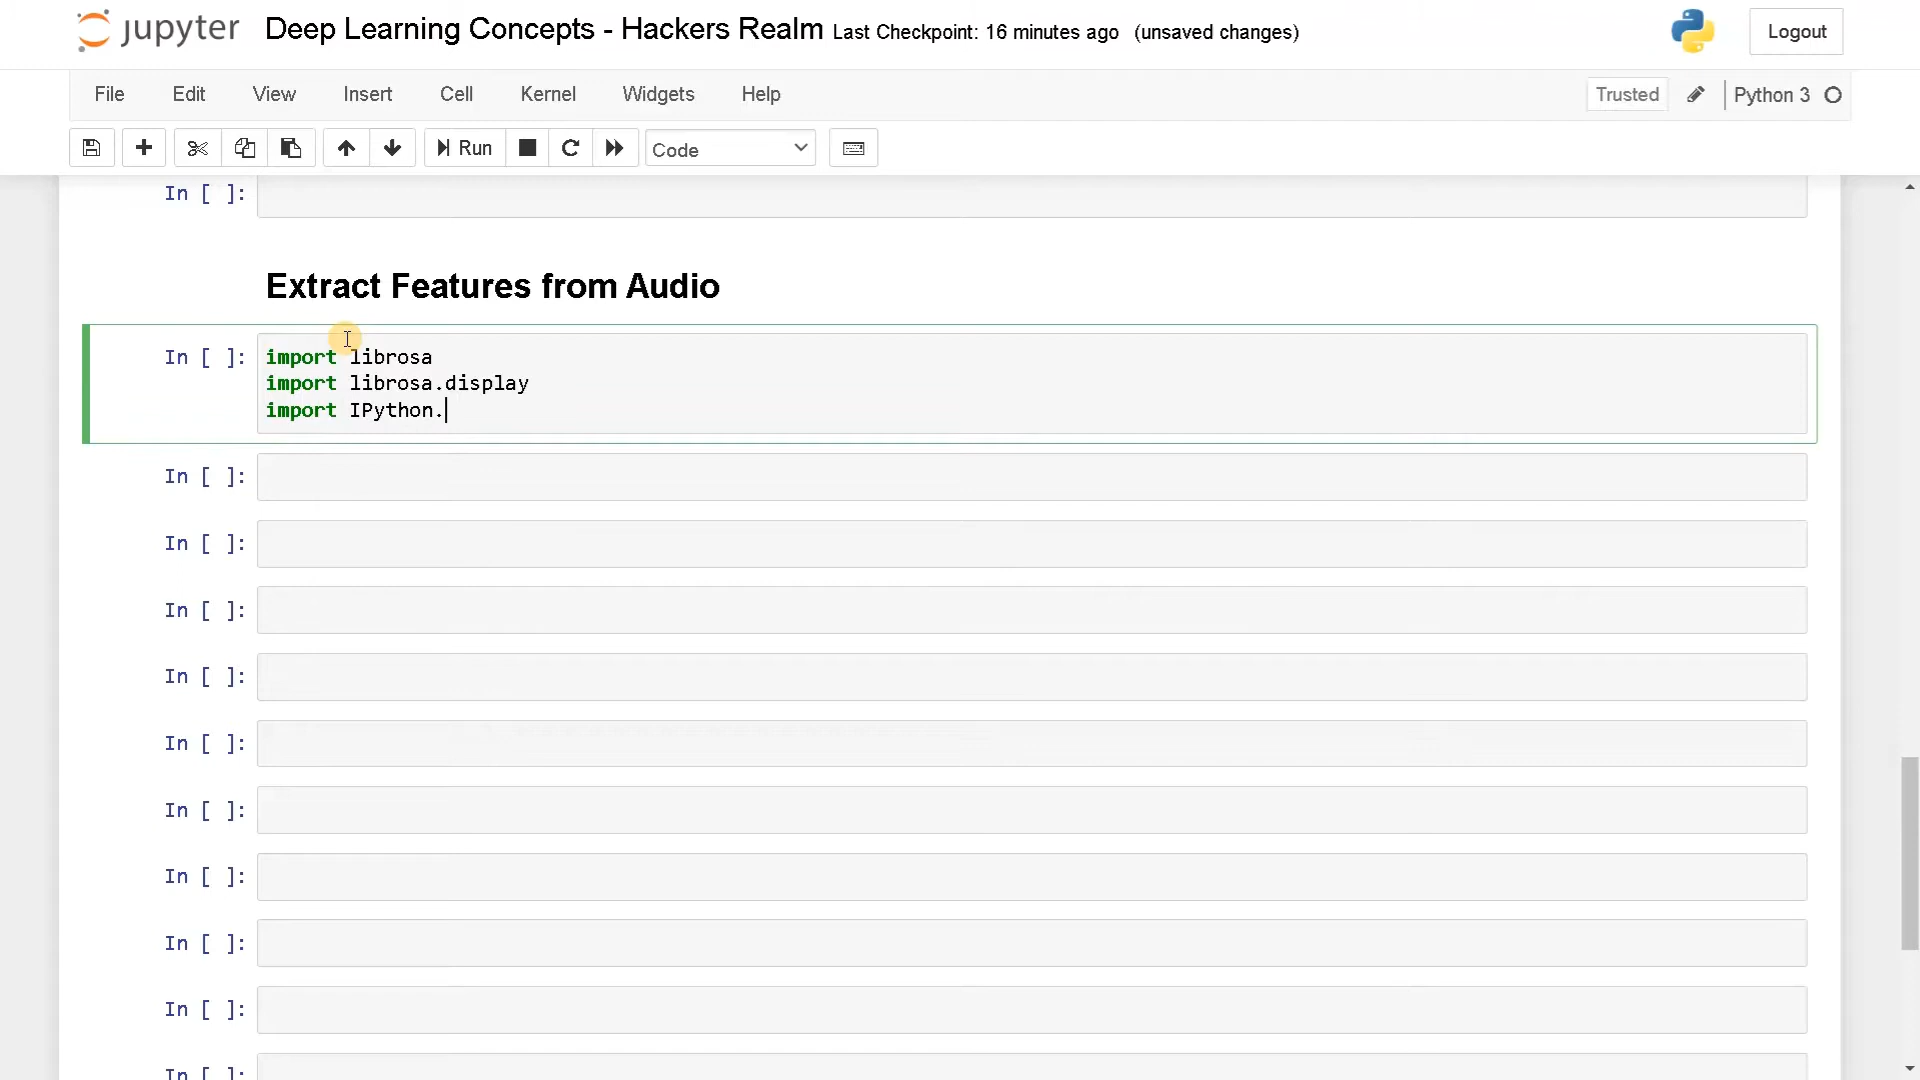 jupyter Deep Learning Concepts - Hackers Realm Last Checkpoint: 16 minutes ago (unsaved changes) Logout
File Edit View Insert Cell Kernel Widgets Help Trusted Python 3
Run Code
In [ ]:
Extract Features from Audio
In [ ]: import librosa
import librosa.display
import IPython.
In [ ]:
In [ ]:
In [ ]:
In [ ]:
In [ ]:
In [ ]:
In [ ]:
In [ ]:
In [ ]:
In [ ]: